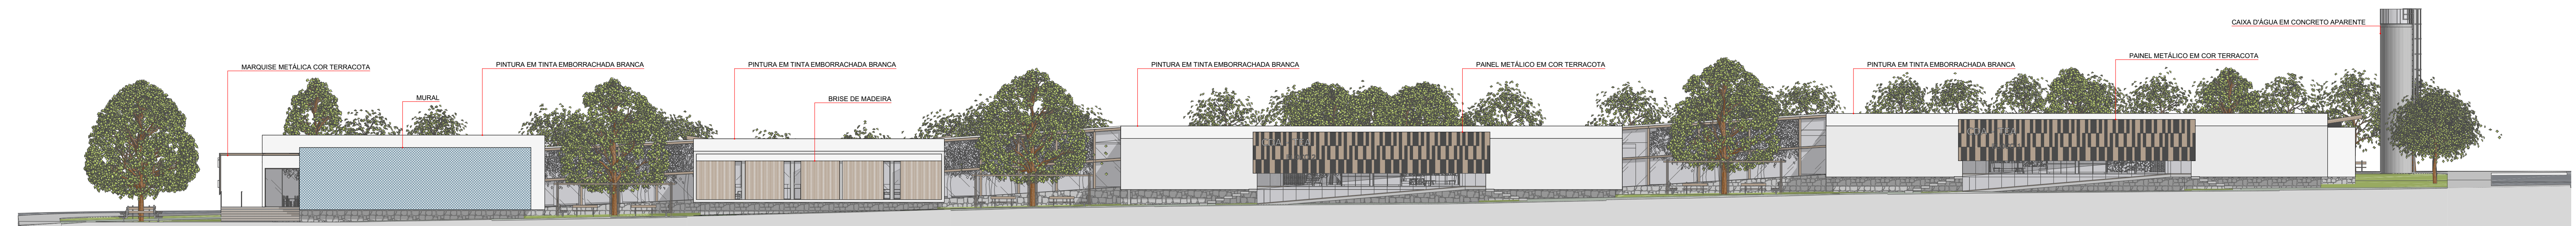 CAIXA D'ÁGUA EM CONCRETO APARENTE
MARQUISE METÁLICA COR TERRACOTA
PINTURA EM TINTA EMBORRACHADA BRANCA
PINTURA EM TINTA EMBORRACHADA BRANCA
PINTURA EM TINTA EMBORRACHADA BRANCA
PAINEL METÁLICO EM COR TERRACOTA
PINTURA EM TINTA EMBORRACHADA BRANCA
PAINEL METÁLICO EM COR TERRACOTA
MURAL
BRISE DE MADEIRA